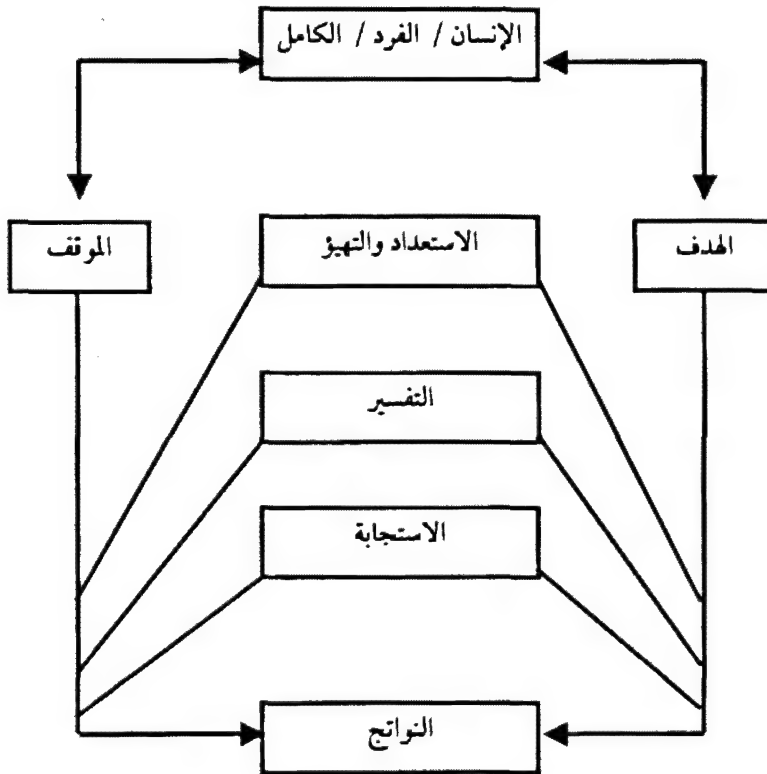 الإنسان / الفرد / الكامل
الهدف
الاستعداد والتهيؤ
الموقف
التفسير
الاستجابة
النواتج